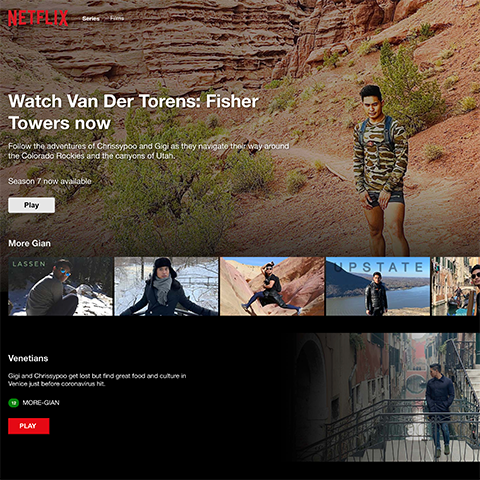 NETFLIX
Series
Films
Watch Van Der Torens: Fisher
Towers now
Follow the adventures of Chrissypoo and Gigi as they navigate their way around
the Colorado Rockies and the canyons of Utah.
Season 7 now available
Play
More Gian
LASSEN
UPSTATE
Venetians
Gigi and Chrissypoo get lost but find great food and culture in
Venice just before coronavirus hit.
12 MORE-GIAN
PLAY